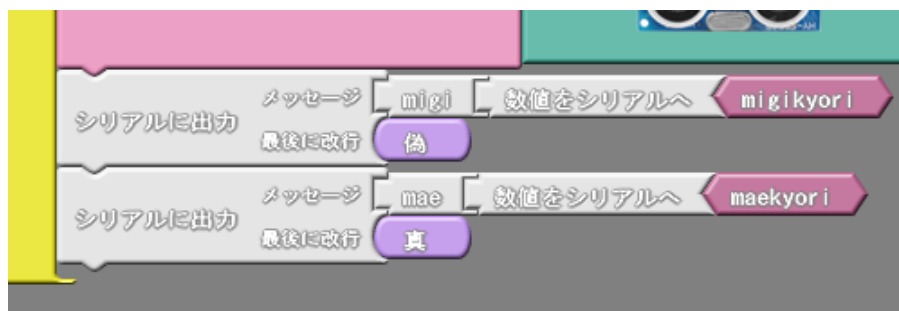 メッセージ migi 数値をシリアルへ migikyori
シリアルに出力
最後に改行 偽
メッセージ mae 数値をシリアルへ maekyori
シリアルに出力
最後に改行 真